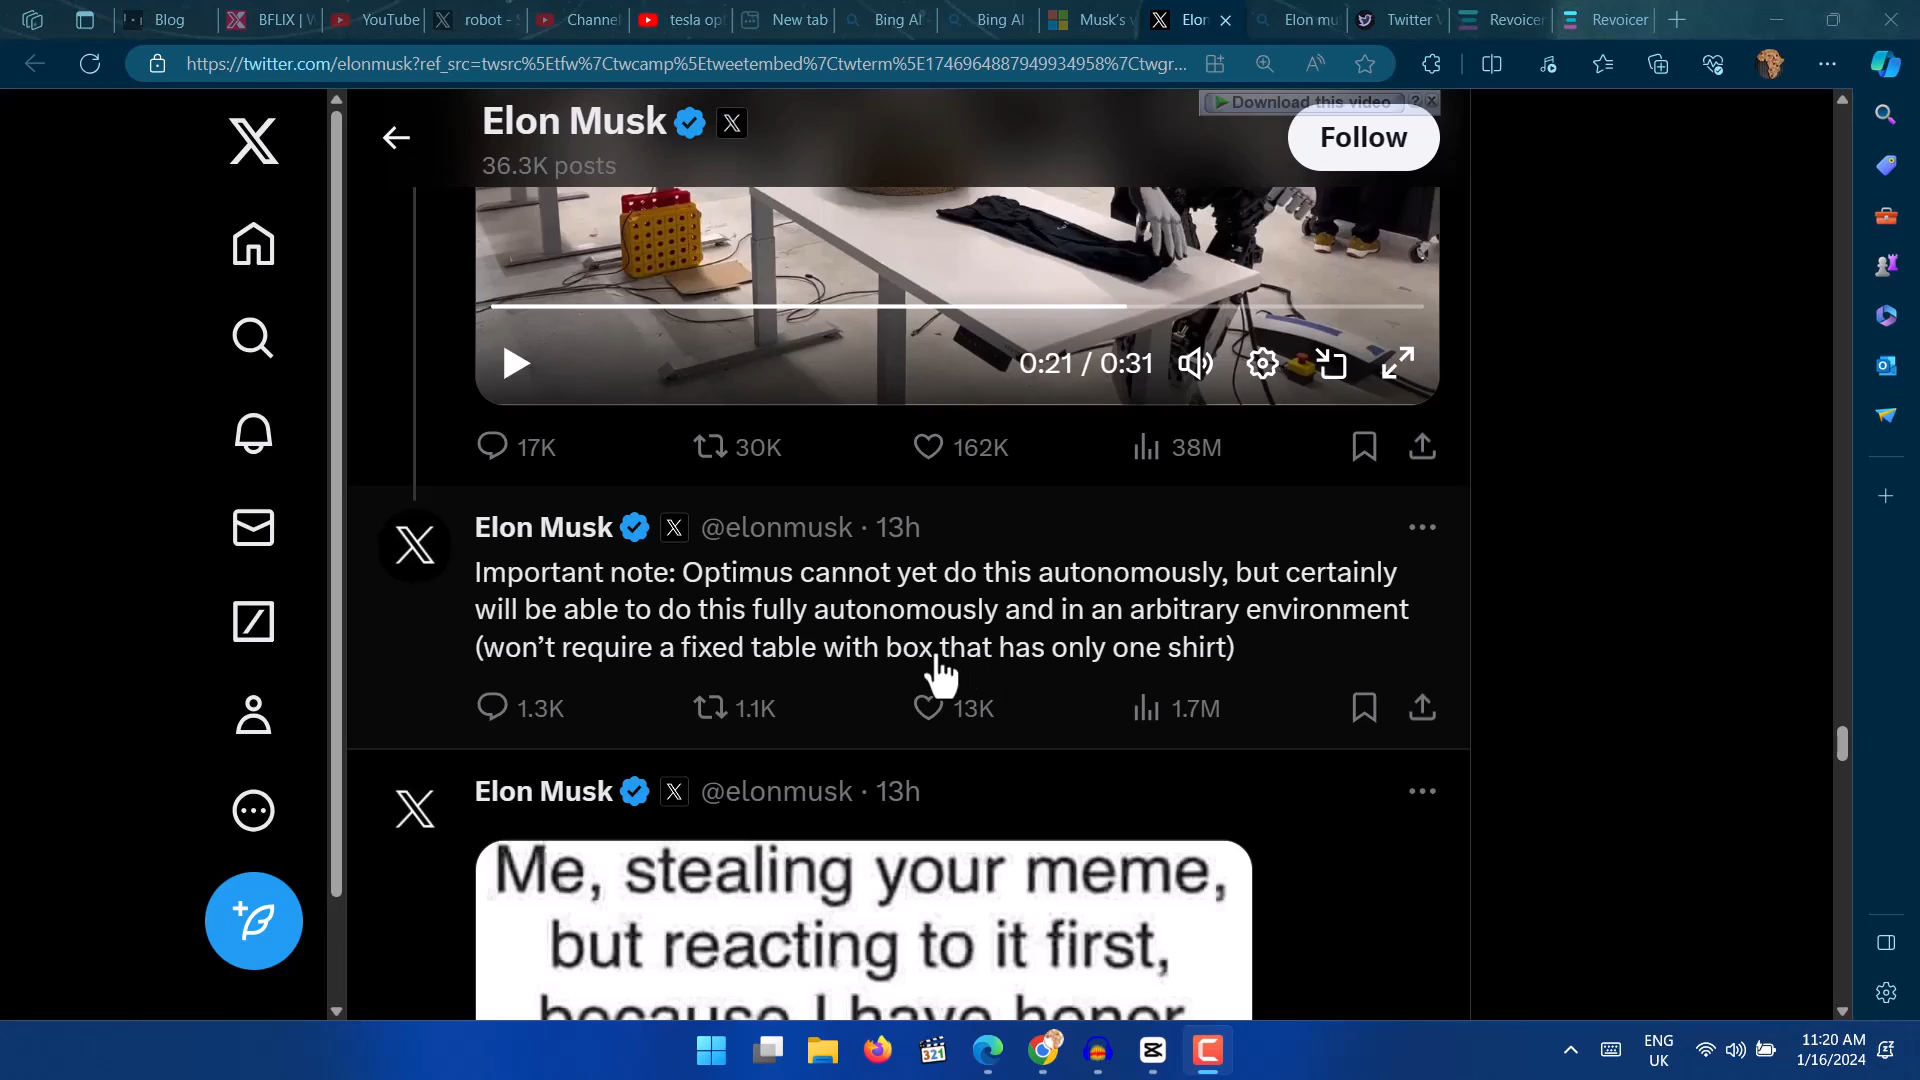 Blog
BFLIX | W
YouTube
robot - S
Channe
tesla op
New tab
Bing AI
Bing AI
Musk's v
Elon
Elon mu
Twitter V
Revoicer
Revoicer
https://twitter.com/elonmusk?ref_src=twsrc%5Etfw%7Ctwcamp%5Etweetembed%7Ctwterm%5E1746964887949934958%7Ctwgr...
Elon Musk
36.3K posts
Download this video ? X
Follow
0:21 / 0:31
17K 30K 162K 38M
Elon Musk @elonmusk · 13h
Important note: Optimus cannot yet do this autonomously, but certainly
will be able to do this fully autonomously and in an arbitrary environment
(won’t require a fixed table with box that has only one shirt)
1.3K 1.1K 13K 1.7M
Elon Musk @elonmusk · 13h
Me, stealing your meme,
but reacting to it first,
because I have honor
321
ENG
UK
11:20 AM
1/16/2024